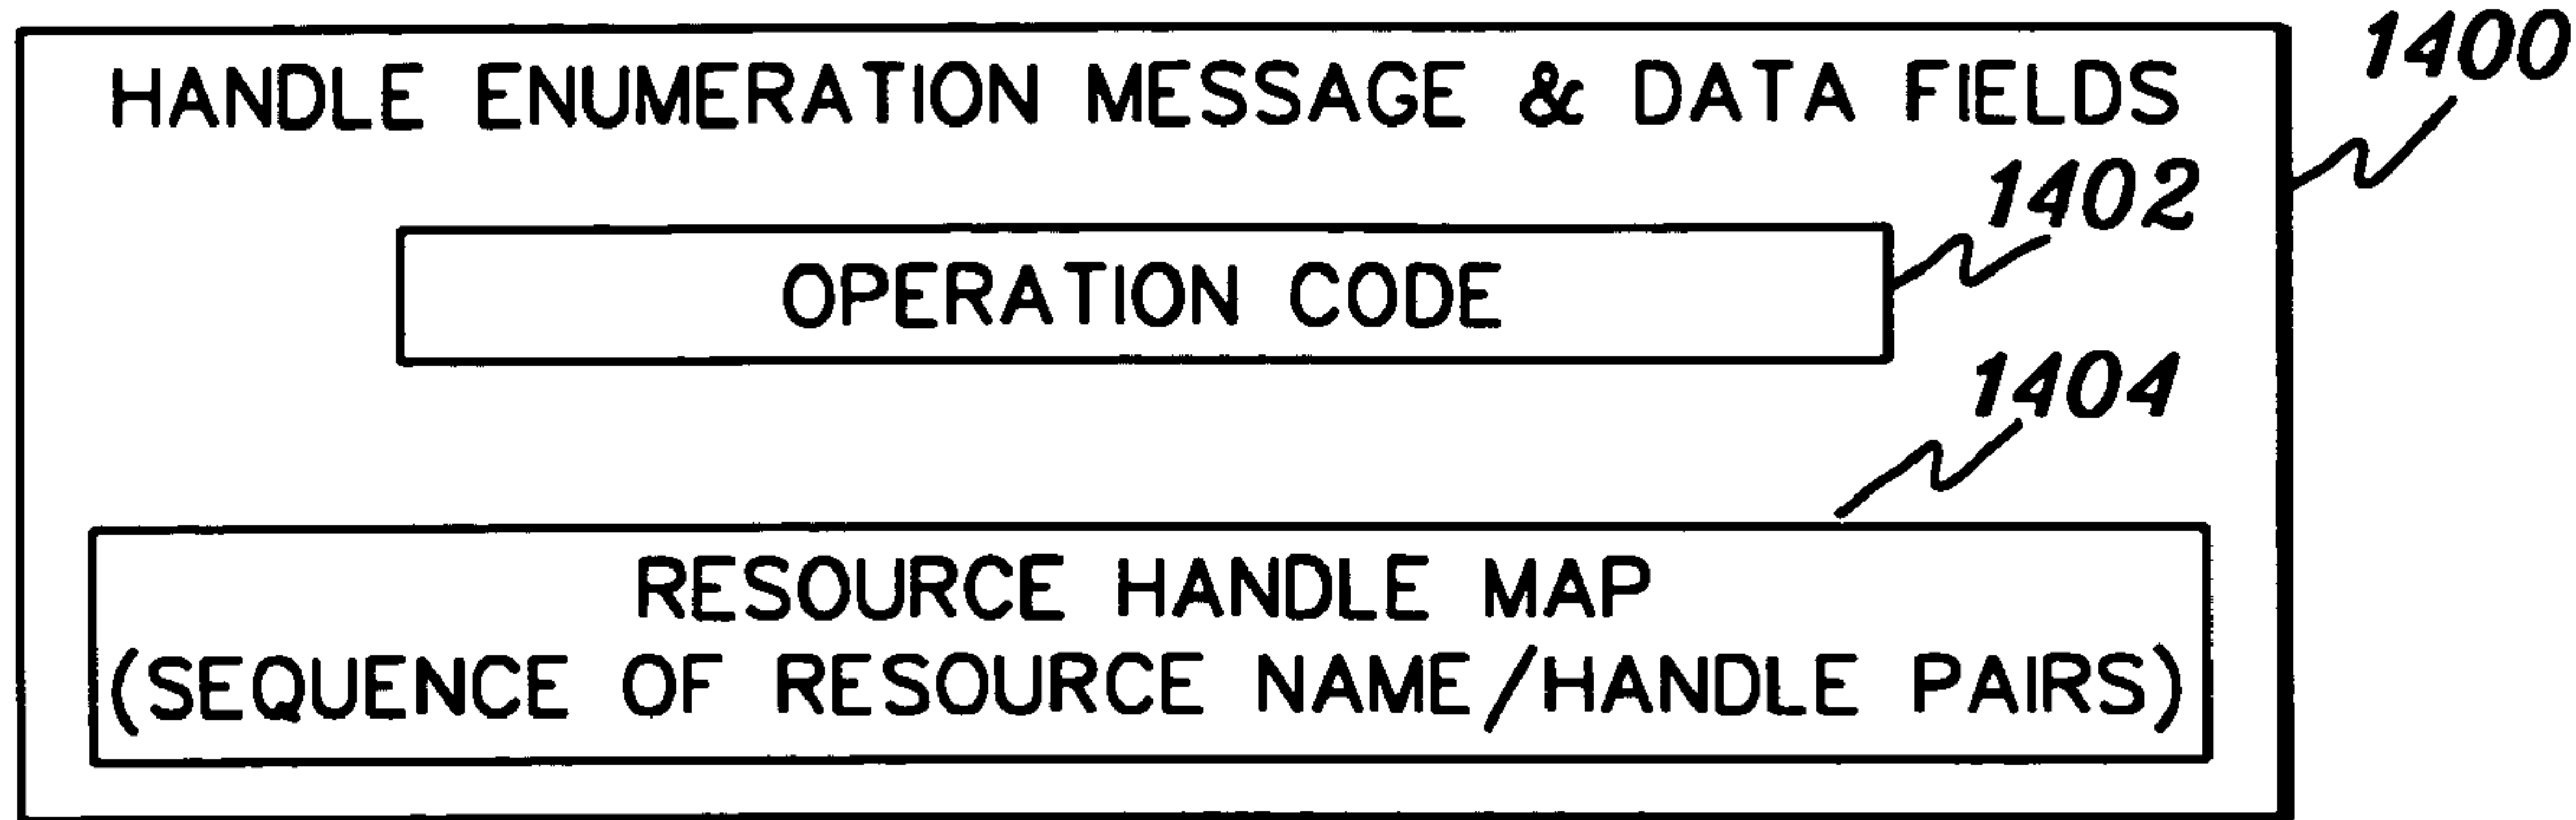 1400
HANDLE ENUMERATION MESSAGE & DATA FIELDS
1402
OPERATION CODE
1404
RESOURCE HANDLE MAP
(SEQUENCE OF RESOURCE NAME/HANDLE PAIRS)